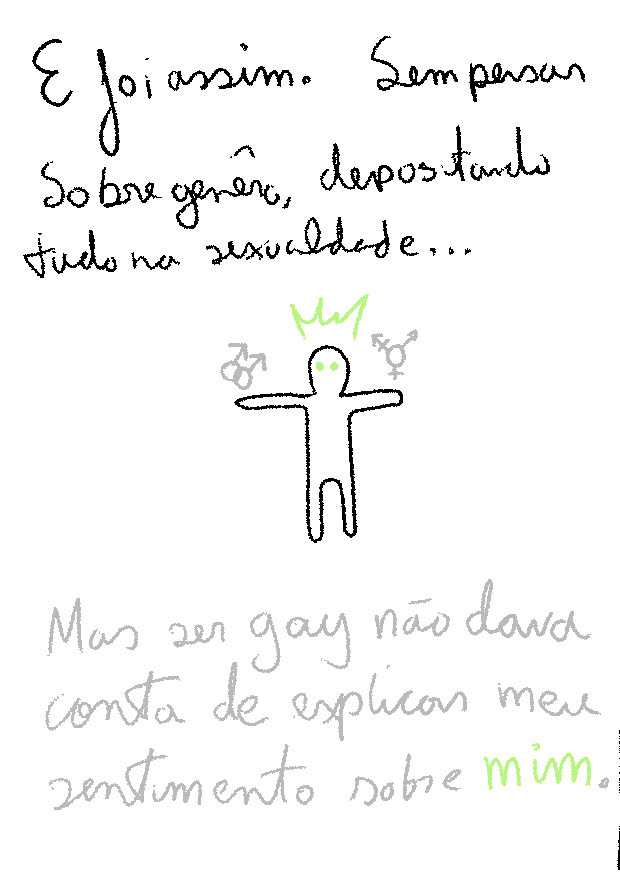 E foi assim. Sem pensar
sobre genêro, depositando
tudo na sexualdade...
Mas ser gay não dava
conta de explicar meu
sentimento sobre mim.